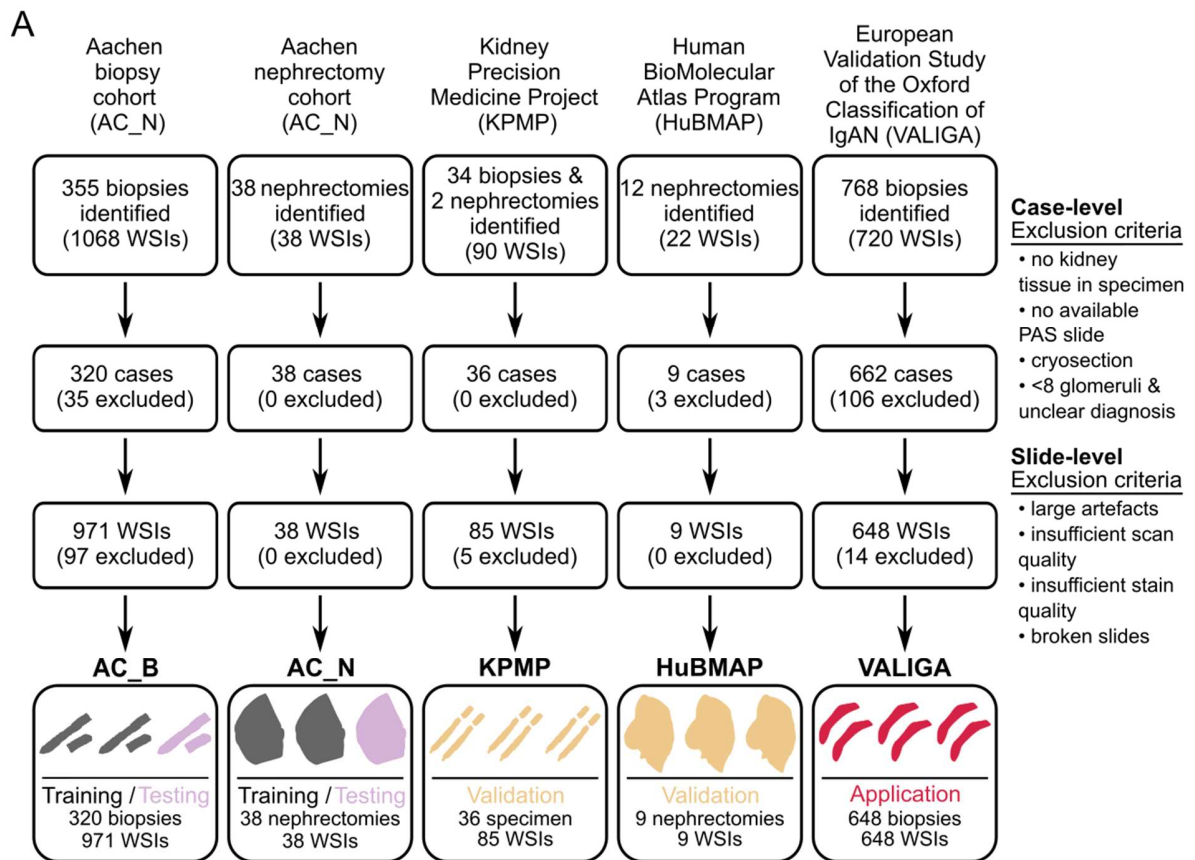 A
Aachen
biopsy
cohort
(AC_N)
Aachen
nephrectomy
cohort
(AC_N)
Kidney
Precision
Medicine Project
(KPMP)
Human
BioMolecular
Atlas Program
(HuBMAP)
European
Validation Study
of the Oxford
Classification of
IgAN (VALIGA)
355 biopsies
identified
(1068 WSIs)
38 nephrectomies
identified
(38 WSIs)
34 biopsies &
2 nephrectomies
identified
(90 WSIs)
12 nephrectomies
identified
(22 WSIs)
768 biopsies
identified
(720 WSIs)
Case-level
Exclusion criteria
• no kidney
tissue in specimen
• no available
PAS slide
• cryosection
• <8 glomeruli &
unclear diagnosis
320 cases
(35 excluded)
38 cases
(0 excluded)
36 cases
(0 excluded)
9 cases
(3 excluded)
662 cases
(106 excluded)
Slide-level
Exclusion criteria
• large artefacts
• insufficient scan
quality
• insufficient stain
quality
• broken slides
971 WSIs
(97 excluded)
38 WSIs
(0 excluded)
85 WSIs
(5 excluded)
9 WSIs
(0 excluded)
648 WSIs
(14 excluded)
AC_B
Training / Testing
320 biopsies
971 WSIs
AC_N
Training / Testing
38 nephrectomies
38 WSIs
KPMP
Validation
36 specimen
85 WSIs
HuBMAP
Validation
9 nephrectomies
9 WSIs
VALIGA
Application
648 biopsies
648 WSIs